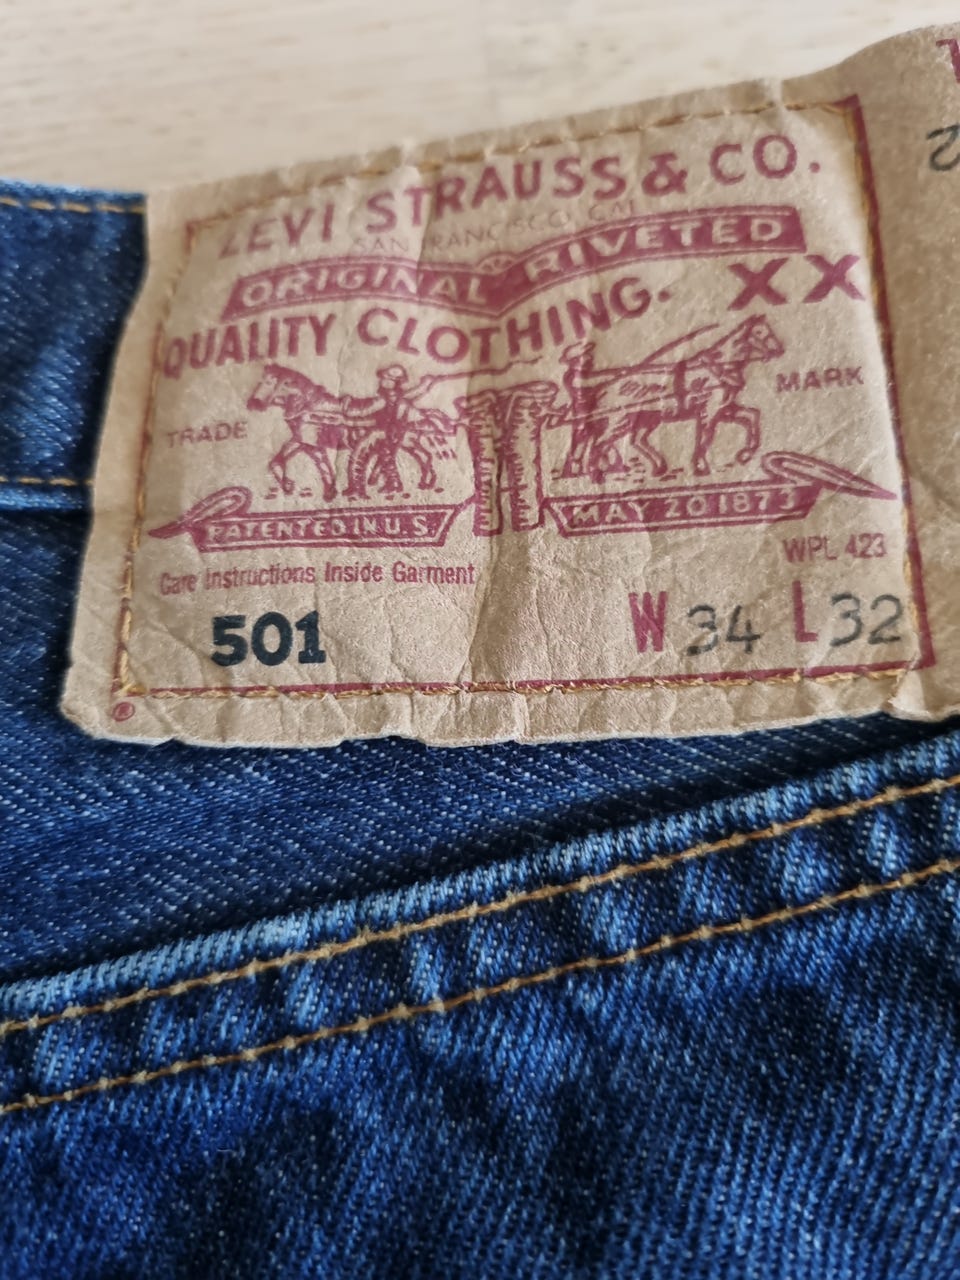 LEVI STRAUSS & CO.
SAN FRANCISCO, CAL
ORIGINAL RIVETED
QUALITY CLOTHING. XX
TRADE MARK
PATENTED IN U.S. MAY 20 1873
WPL 423
Care Instructions Inside Garment
501 W 34 L 32
®
2